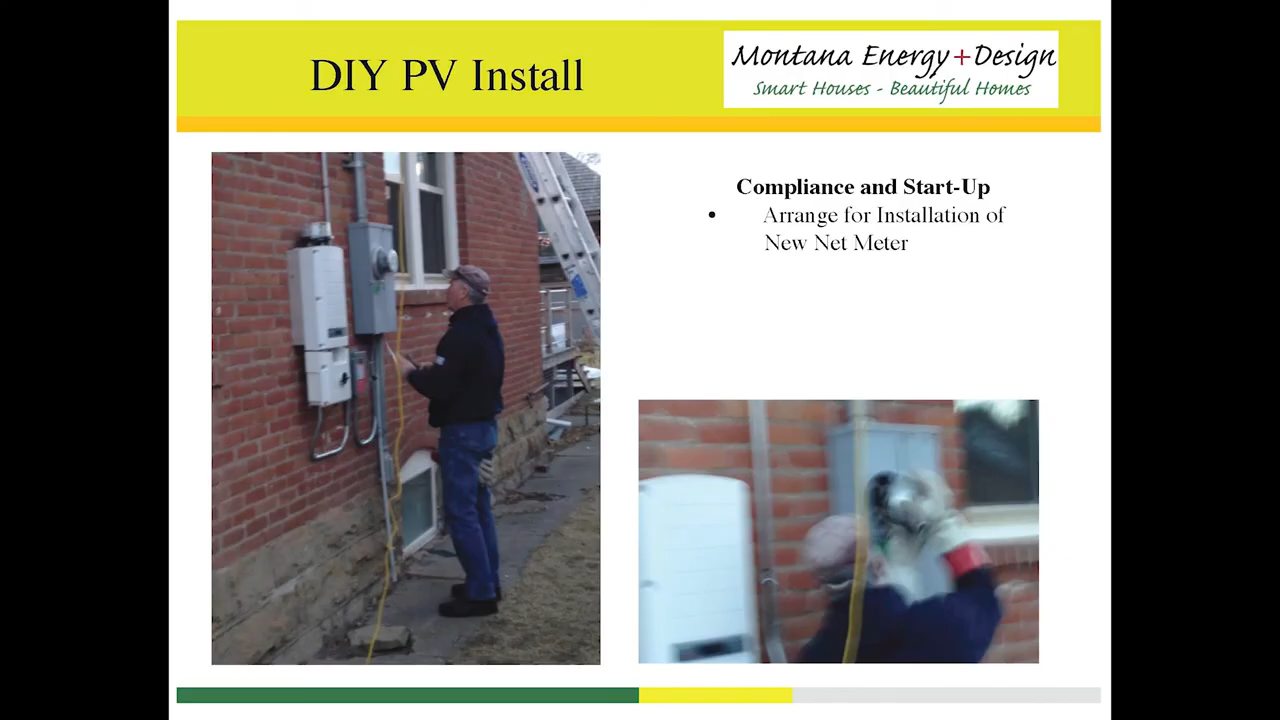 DIY PV Install
Montana Energy+Design
Smart Houses - Beautiful Homes
Compliance and Start-Up
• Arrange for Installation of
New Net Meter